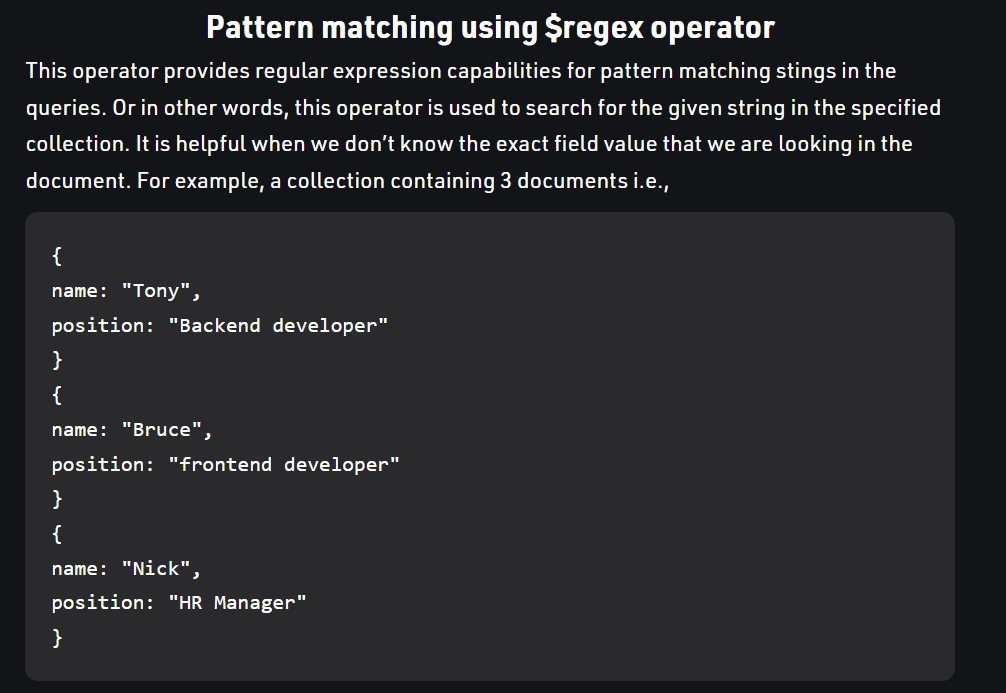 Pattern matching using $regex operator
This operator provides regular expression capabilities for pattern matching stings in the
queries. Or in other words, this operator is used to search for the given string in the specified
collection. It is helpful when we don’t know the exact field value that we are looking in the
document. For example, a collection containing 3 documents i.e.,
{
name: "Tony",
position: "Backend developer"
}
{
name: "Bruce",
position: "frontend developer"
}
{
name: "Nick",
position: "HR Manager"
}